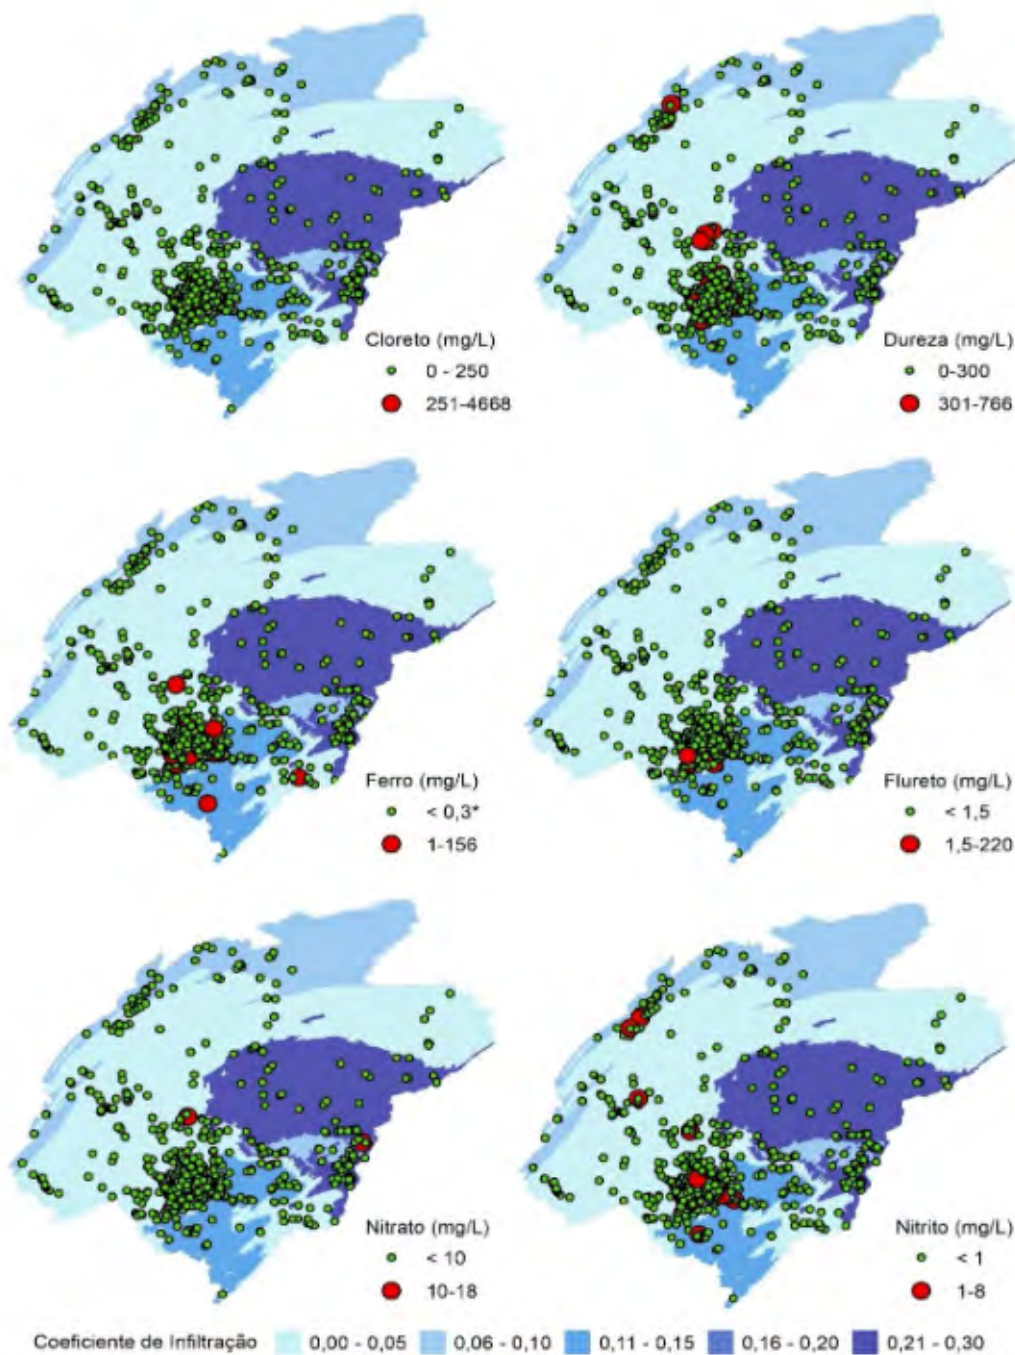 Cloreto (mg/L)
0 - 250
251-4668
Dureza (mg/L)
0-300
301-766
Ferro (mg/L)
< 0,3*
1-156
Flureto (mg/L)
< 1,5
1,5-220
Nitrato (mg/L)
< 10
10-18
Nitrito (mg/L)
< 1
1-8
Coeficiente de Infiltração 0,00 - 0,05 0,06 - 0,10 0,11 - 0,15 0,16 - 0,20 0,21 - 0,30